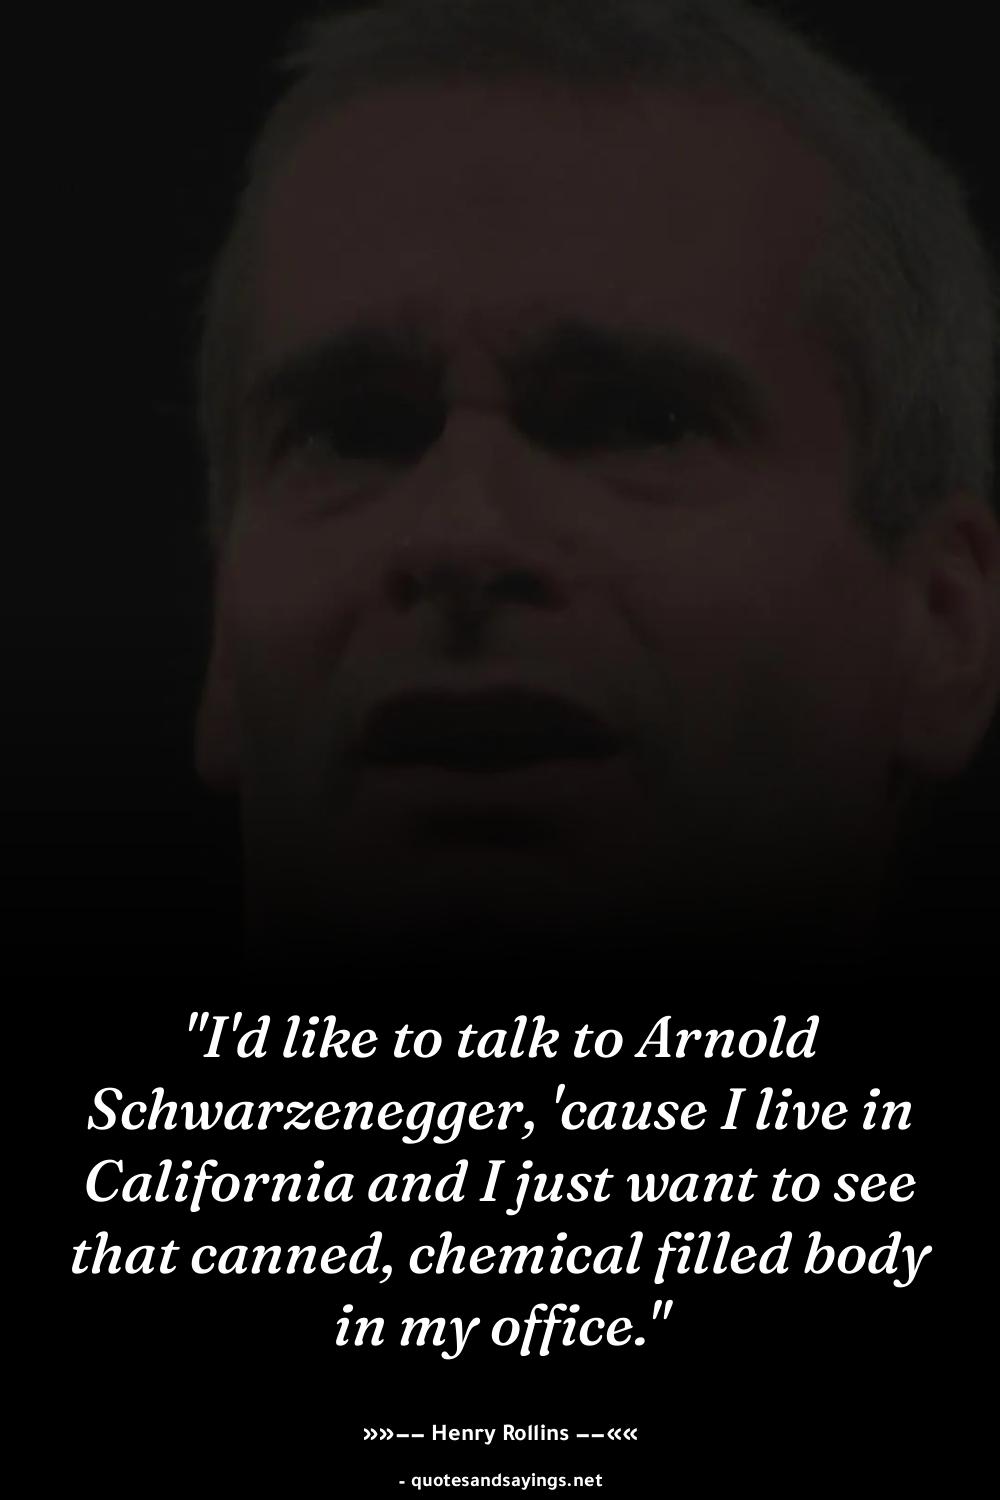 "I'd like to talk to Arnold
Schwarzenegger, 'cause I live in
California and I just want to see
that canned, chemical filled body
in my office."
»»–– Henry Rollins ––««
- quotesandsayings.net